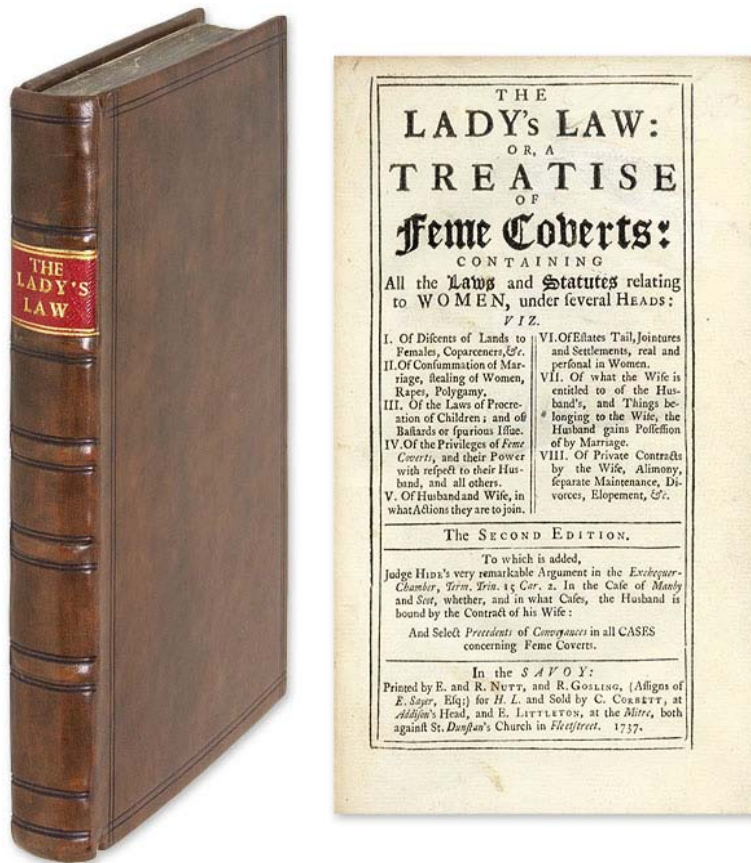 THE
LADY'S
LAW
THE
LADY's LAW:
OR, A
TREATISE
OF
Feme Coverts:
CONTAINING
All the Laws and Statutes relating
to WOMEN, under ſeveral HEADS:
VIZ.
I. Of Diſcents of Lands to
Females, Coparceners, &c.
II. Of Conſummation of Mar-
riage, ſtealing of Women,
Rapes, Polygamy.
III. Of the Laws of Procre-
ation of Children; and of
Baſtards or ſpurious Iſſue.
IV. Of the Privileges of Feme
Coverts, and their Power
with reſpect to their Huſ-
band, and all others.
V. Of Husband and Wife, in
what Actions they are to join.
VI. Of Eſtates Tail, Jointures
and Settlements, real and
perſonal in Women.
VII. Of what the Wife is
entitled to of the Huſ-
band's, and Things be-
longing to the Wife, the
Husband gains Poſſeſſion
of by Marriage.
VIII. Of Private Contracts
by the Wife, Alimony,
ſeparate Maintenance, Di-
vorces, Elopement, &c.
The SECOND EDITION.
To which is added,
Judge HIDE's very remarkable Argument in the Exchequer-
Chamber, Term. Trin. 15 Car. 2. In the Caſe of Manby
and Scot, whether, and in what Caſes, the Husband is
bound by the Contract of his Wife:
And Select Precedents of Conveyances in all CASES
concerning Feme Coverts.
In the SAVOY:
Printed by E. and R. NUTT, and R. GOSLING, (Aſſigns of
E. Sayer, Eſq;) for H. L. and Sold by C. CORBETT, at
Addiſon's Head, and E. LITTLETON, at the Mitre, both
againſt St. Dunſtan's Church in Fleetſtreet. 1737.